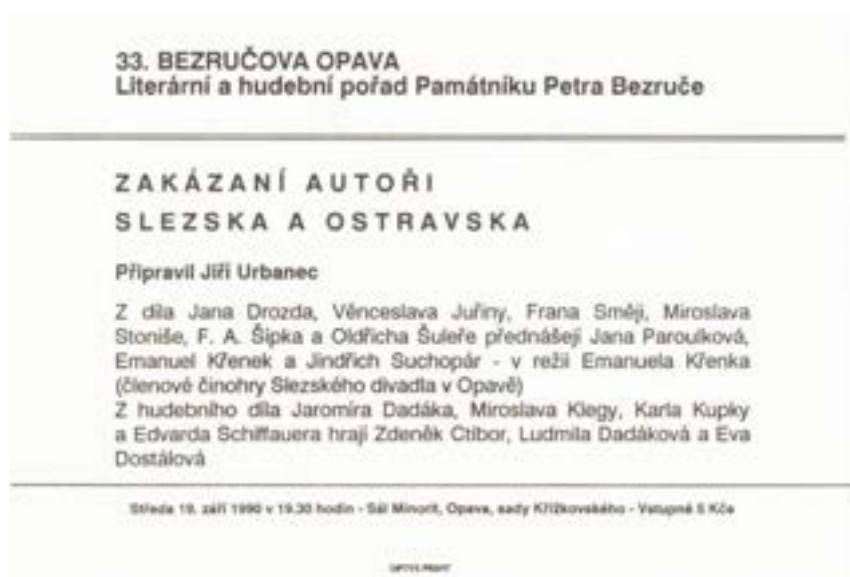 33. BEZRUČOVA OPAVA
Literární a hudební pořad Památníku Petra Bezruče
ZAKÁZANÍ AUTOŘI
SLEZSKA A OSTRAVSKA
Připravil Jiří Urbanec
Z díla Jana Drozda, Věnceslava Juřiny, Frana Směji, Miroslava
Stoniše, F. A. Šípka a Oldřicha Šuleře přednášejí Jana Paroulková,
Emanuel Křenek a Jindřich Suchopár - v režii Emanuela Křenka
(členové činohry Slezského divadla v Opavě)
Z hudebního díla Jaromíra Dadáka, Miroslava Klegy, Karla Kupky
a Edvarda Schiffauera hrají Zdeněk Ctibor, Ludmila Dadáková a Eva
Dostálová
Středa 19. září 1990 v 19.30 hodin - Sál Minorit, Opava, sady Křížkovského - Vstupné 5 Kčs